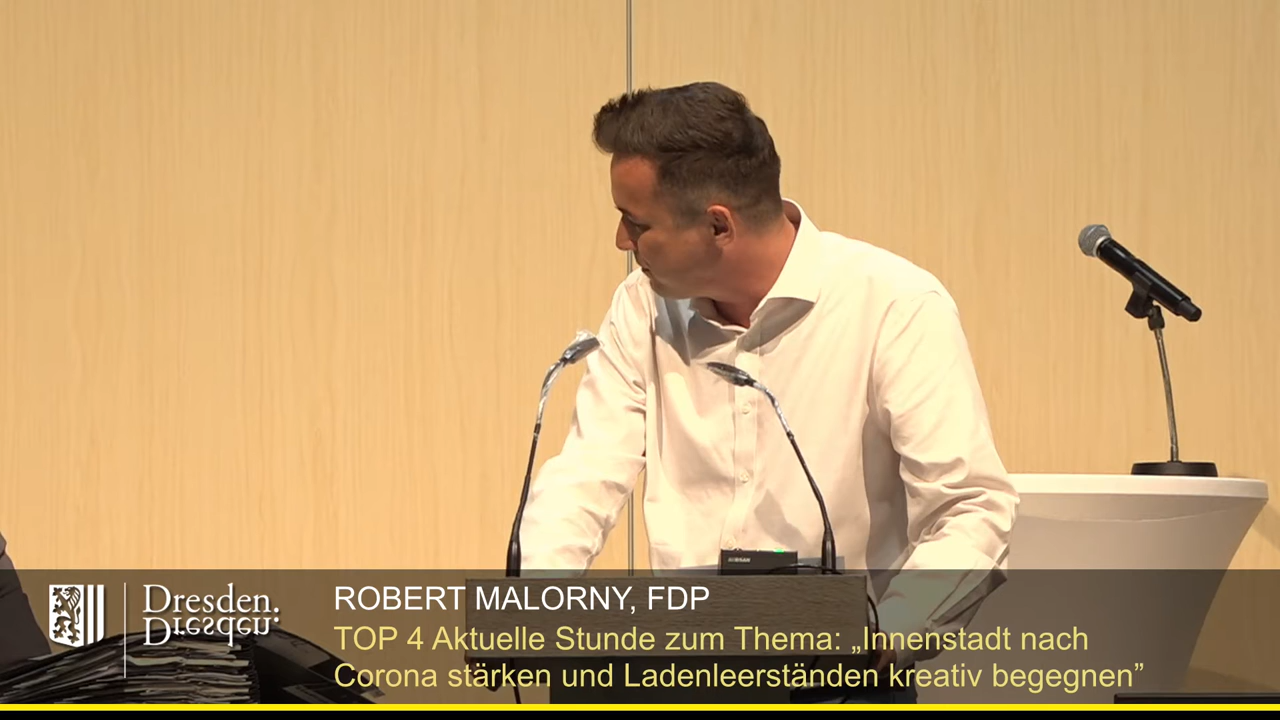 Dresden.
Dresden.
ROBERT MALORNY, FDP
TOP 4 Aktuelle Stunde zum Thema: „Innenstadt nach
Corona stärken und Ladenleerständen kreativ begegnen”